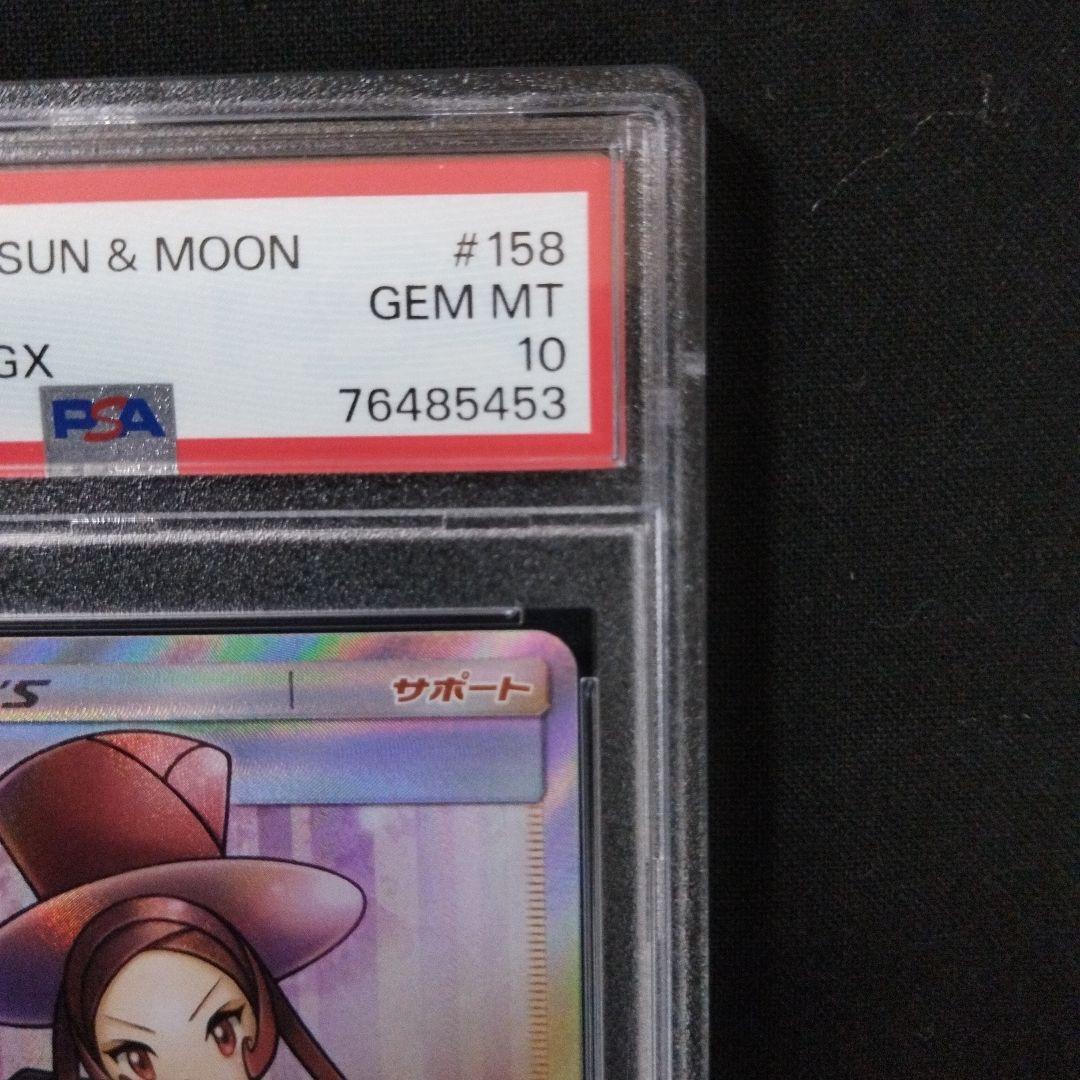 SUN & MOON #158
GEM MT
GX 10
PSA 76485453
'S サポート